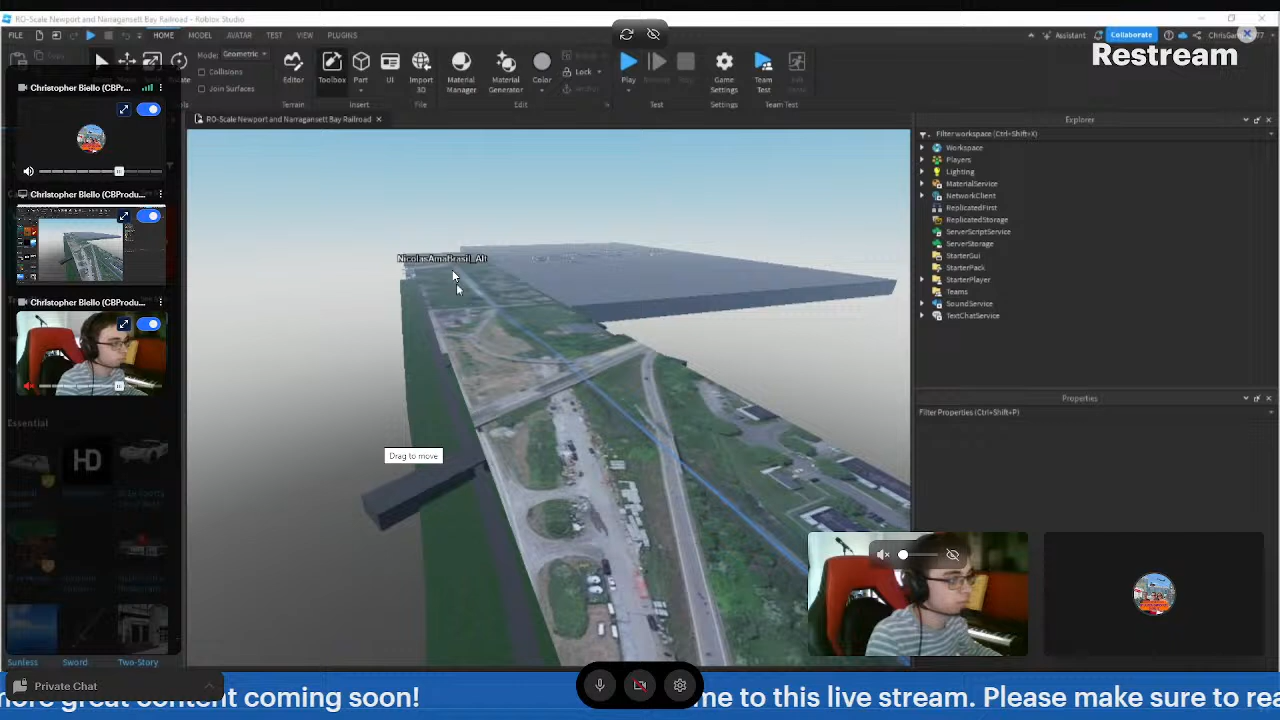 RO-Scale Newport and Narragansett Bay Railroad - Roblox Studio
FILE HOME MODEL AVATAR TEST VIEW PLUGINS
Assistant Collaborate
Restream
Mode: Geometric
Collisions
Join Surfaces
Editor Toolbox Part UI Import 3D Material Manager Material Generator Color Lock Play Game Settings Team Test
Terrain Insert File Edit Test Settings Team Test
RO-Scale Newport and Narragansett Bay Railroad
Christopher Biello (CBPr...
Christopher Biello (CBProdu...
Christopher Biello (CBProdu...
Essential
HD
Sunless Sword Two-Story
Private Chat
NicolasAmaBrasil_Alt
Drag to move
Explorer
Filter workspace (Ctrl+Shift+X)
Workspace
Players
Lighting
MaterialService
NetworkClient
ReplicatedFirst
ReplicatedStorage
ServerScriptService
ServerStorage
StarterGui
StarterPack
StarterPlayer
Teams
SoundService
TextChatService
Properties
Filter Properties (Ctrl+Shift+P)
more great content coming soon!
me to this live stream. Please make sure to rea